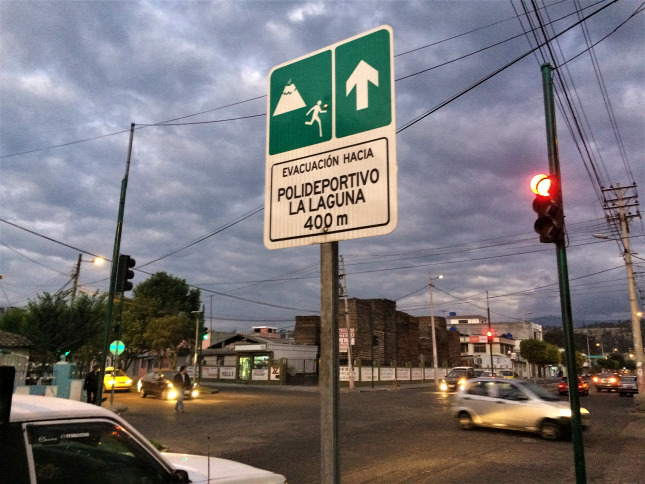 EVACUACIÓN HACIA
POLIDEPORTIVO
LA LAGUNA
400 m